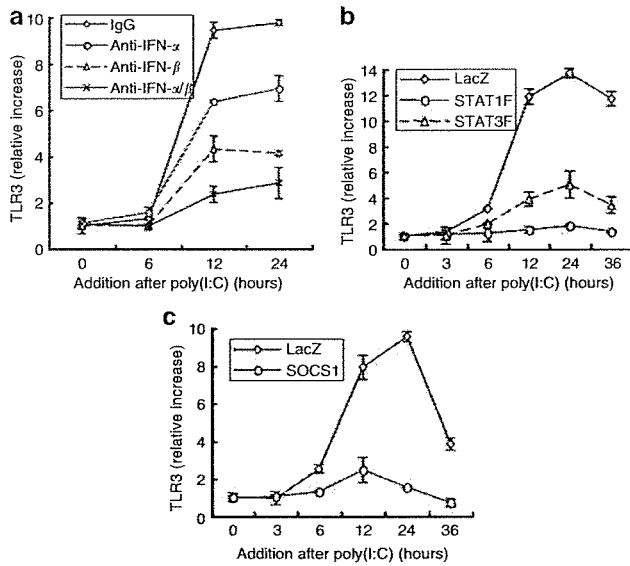 a
IgG
Anti-IFN-α
Anti-IFN-β
Anti-IFN-α/β
TLR3 (relative increase)
10
8
6
4
2
0
0 6 12 24
Addition after poly(I:C) (hours)
b
LacZ
STAT1F
STAT3F
TLR3 (relative increase)
14
12
10
8
6
4
2
0
0 3 6 12 24 36
Addition after poly(I:C) (hours)
c
LacZ
SOCS1
TLR3 (relative increase)
10
8
6
4
2
0
0 3 6 12 24 36
Addition after poly(I:C) (hours)